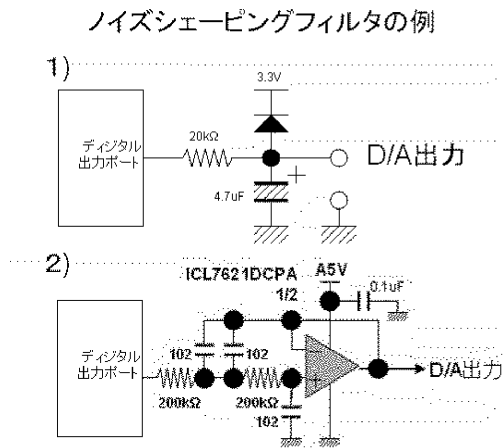 ノイズシェーピングフィルタの例
1)
3.3V
ディジタル
出力ポート
20kΩ
D/A出力
+
4.7uF
2)
ICL7621DCPA
1/2
A5V
0.1uF
ディジタル
出力ポート
102
102
D/A出力
200kΩ
200kΩ
102